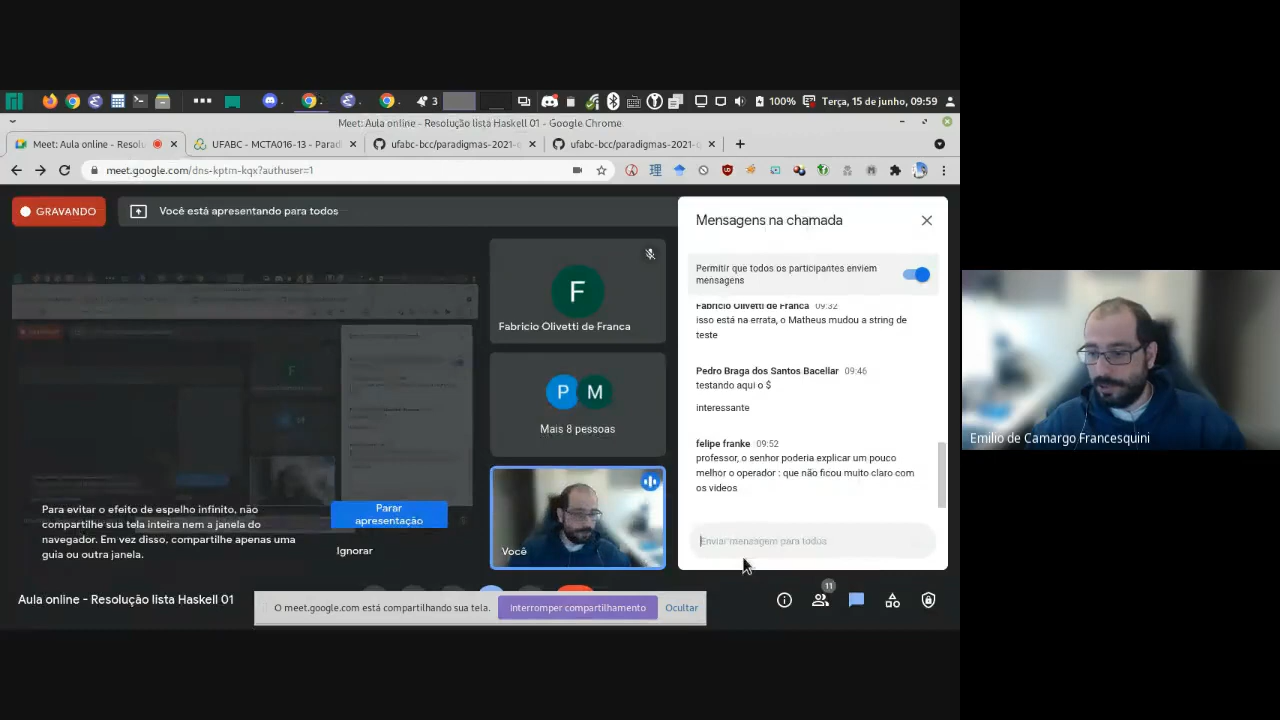 3
100%
Terça, 15 de junho, 09:59
Meet: Aula online - Resolução lista Haskell 01 - Google Chrome
Meet: Aula online - Resolu
UFABC - MCTA016-13 - Parad
ufabc-bcc/paradigmas-2021-
ufabc-bcc/paradigmas-2021-
meet.google.com/dns-kptm-kqx?authuser=1
GRAVANDO
Você está apresentando para todos
Mensagens na chamada
Permitir que todos os participantes enviem
mensagens
F
Fabricio Olivetti de Franca
Fabricio Olivetti de Franca 09:32
isso está na errata, o Matheus mudou a string de
teste
Pedro Braga dos Santos Bacellar 09:46
testando aqui o $
interessante
P M
Mais 8 pessoas
felipe franke 09:52
professor, o senhor poderia explicar um pouco
melhor o operador : que não ficou muito claro com
os videos
Emilio de Camargo Francesquini
Para evitar o efeito de espelho infinito, não
compartilhe sua tela inteira nem a janela do
navegador. Em vez disso, compartilhe apenas uma
guia ou outra janela.
Parar
apresentação
Ignorar
Você
Enviar mensagem para todos
Aula online - Resolução lista Haskell 01
O meet.google.com está compartilhando sua tela.
Interromper compartilhamento
Ocultar
11